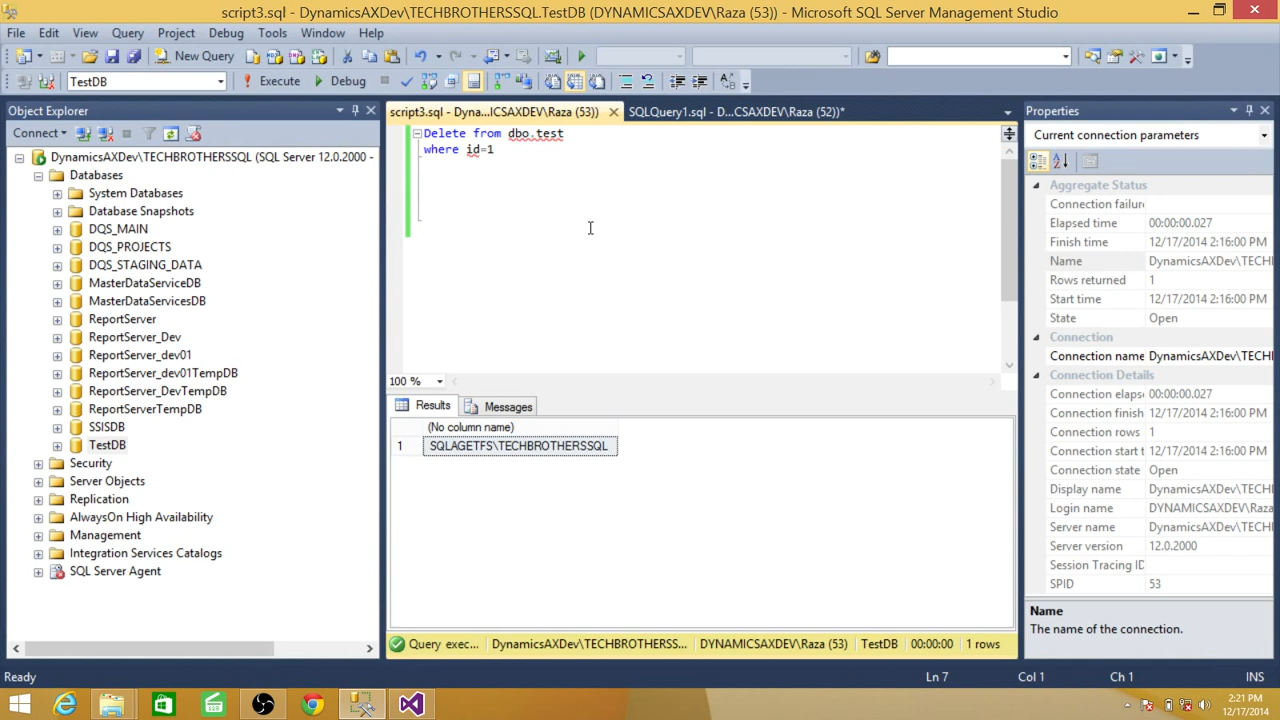 script3.sql - DynamicsAXDev\TECHBROTHERSSQL.TestDB (DYNAMICSAXDEV\Raza (53)) - Microsoft SQL Server Management Studio
File Edit View Query Project Debug Tools Window Help
New Query
TestDB Execute Debug
Object Explorer
Connect
DynamicsAXDev\TECHBROTHERSSQL (SQL Server 12.0.2000 -
Databases
System Databases
Database Snapshots
DQS_MAIN
DQS_PROJECTS
DQS_STAGING_DATA
MasterDataServiceDB
MasterDataServicesDB
ReportServer
ReportServer_Dev
ReportServer_dev01
ReportServer_dev01TempDB
ReportServer_DevTempDB
ReportServerTempDB
SSISDB
TestDB
Security
Server Objects
Replication
AlwaysOn High Availability
Management
Integration Services Catalogs
SQL Server Agent
script3.sql - Dyna...ICSAXDEV\Raza (53)) SQLQuery1.sql - D...CSAXDEV\Raza (52))*
Delete from dbo.test
where id=1
100 %
Results Messages
(No column name)
1 SQLAGETFS\TECHBROTHERSSQL
Query exec... DynamicsAXDev\TECHBROTHERSS... DYNAMICSAXDEV\Raza (53) TestDB 00:00:00 1 rows
Properties
Current connection parameters
Aggregate Status
Connection failure
Elapsed time 00:00:00.027
Finish time 12/17/2014 2:16:00 PM
Name DynamicsAXDev\TECHI
Rows returned 1
Start time 12/17/2014 2:16:00 PM
State Open
Connection
Connection name DynamicsAXDev\TECHI
Connection Details
Connection elaps 00:00:00.027
Connection finish 12/17/2014 2:16:00 PM
Connection rows 1
Connection start t 12/17/2014 2:16:00 PM
Connection state Open
Display name DynamicsAXDev\TECHI
Login name DYNAMICSAXDEV\Raza
Server name DynamicsAXDev\TECHI
Server version 12.0.2000
Session Tracing ID
SPID 53
Name
The name of the connection.
Ready Ln 7 Col 1 Ch 1 INS
2:21 PM
12/17/2014